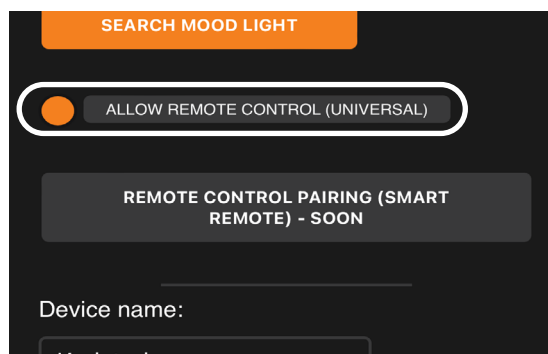 SEARCH MOOD LIGHT
ALLOW REMOTE CONTROL (UNIVERSAL)
REMOTE CONTROL PAIRING (SMART
REMOTE) - SOON
Device name: